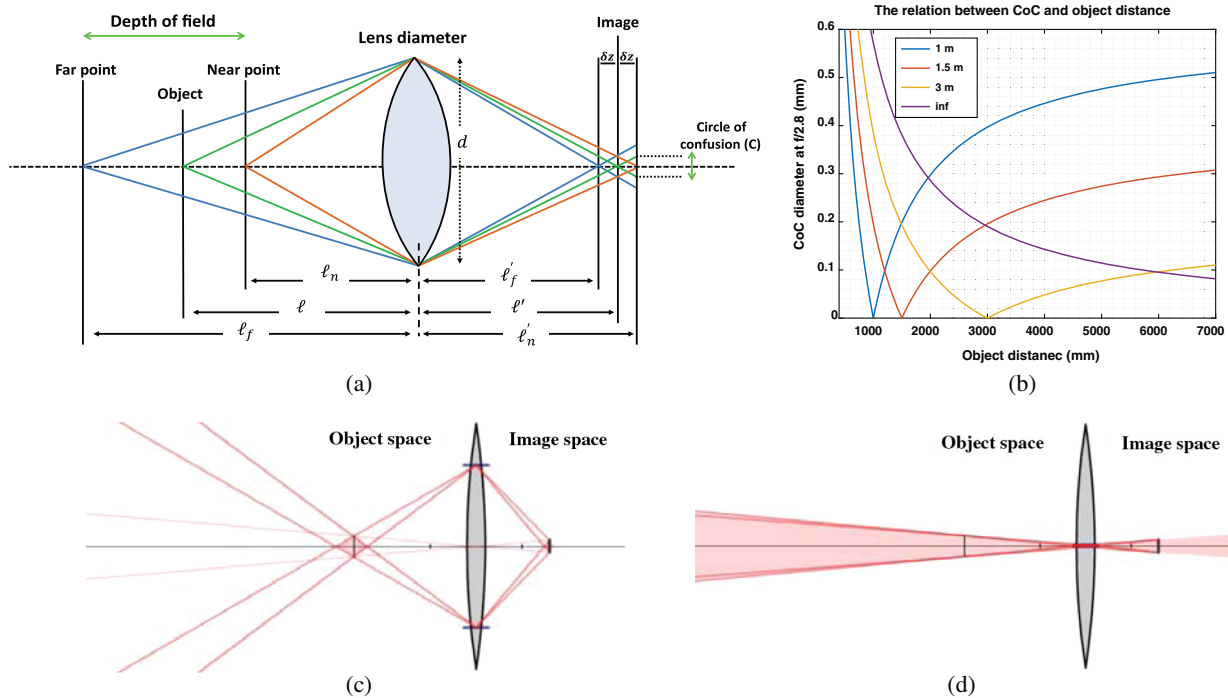 Depth of field
Far point
Object
Near point
Lens diameter
Image
δz δz
d
Circle of
confusion (C)
ℓn
ℓ'f
ℓ
ℓ'
ℓf
ℓ'n
(a)
The relation between CoC and object distance
CoC diameter at f/2.8 (mm)
0.6
0.5
0.4
0.3
0.2
0.1
0
1 m
1.5 m
3 m
inf
1000 2000 3000 4000 5000 6000 7000
Object distanec (mm)
(b)
Object space
Image space
(c)
Object space
Image space
(d)